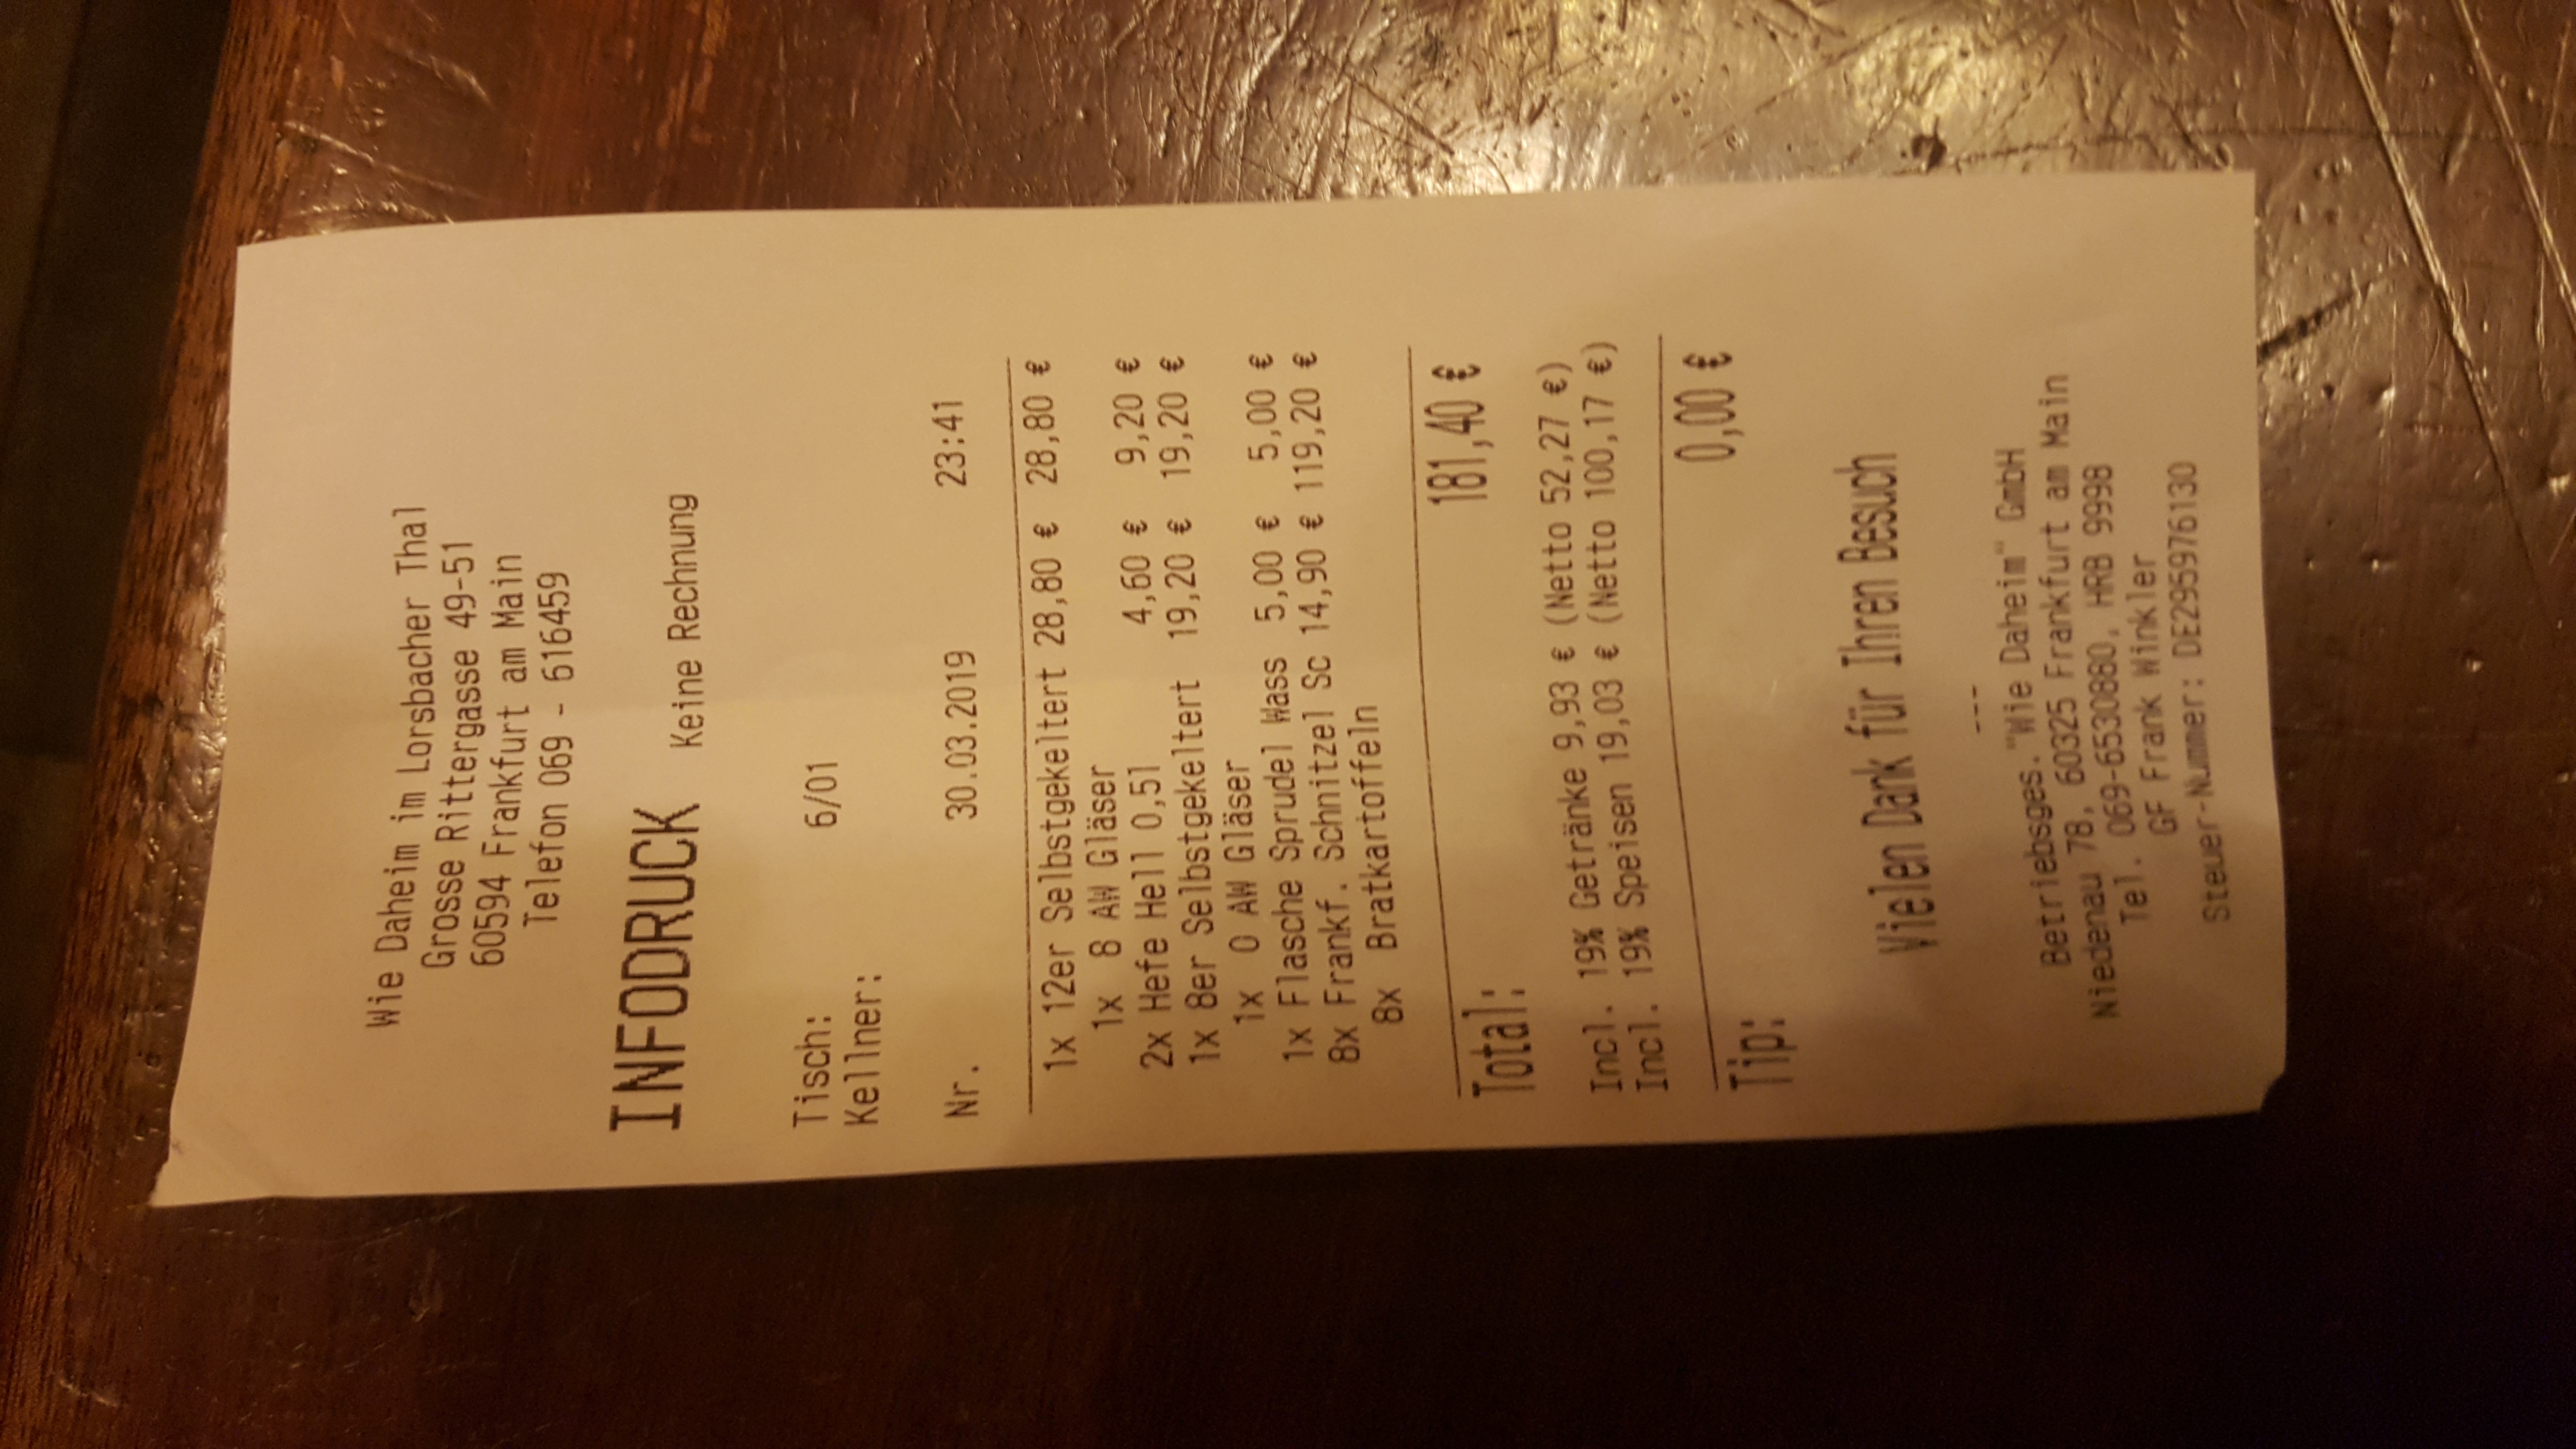 Wie Daheim im Lorsbacher Thal
Grosse Rittergasse 49-51
60594 Frankfurt am Main
Telefon 069 - 616459
INFODRUCK Keine Rechnung
Tisch: 6/01
Kellner:
Nr. 30.03.2019 23:41
1x 12er Selbstgekeltert 28,80 € 28,80 €
1x 8 AW Gläser
2x Hefe Hell 0,5l 4,60 € 9,20 €
1x 8er Selbstgekeltert 19,20 € 19,20 €
1x 0 AW Gläser
1x Flasche Sprudel Wass 5,00 € 5,00 €
8x Frankf. Schnitzel Sc 14,90 € 119,20 €
8x Bratkartoffeln
Total: 181,40 €
Incl. 19% Getränke 9,93 € (Netto 52,27 €)
Incl. 19% Speisen 19,03 € (Netto 100,17 €)
Tip: 0,00 €
Vielen Dank für Ihren Besuch
---
Betriebsges."Wie Daheim" GmbH
Niedenau 78, 60325 Frankfurt am Main
Tel. 069-6530880, HRB 9998
GF Frank Winkler
Steuer-Nummer: DE295976130